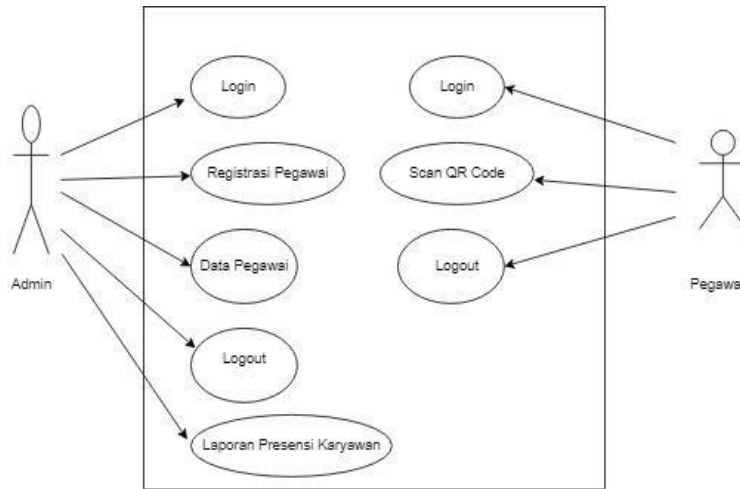 Login
Login
Registrasi Pegawai
Scan QR Code
Data Pegawai
Logout
Admin
Pegawa
Logout
Laporan Presensi Karyawan